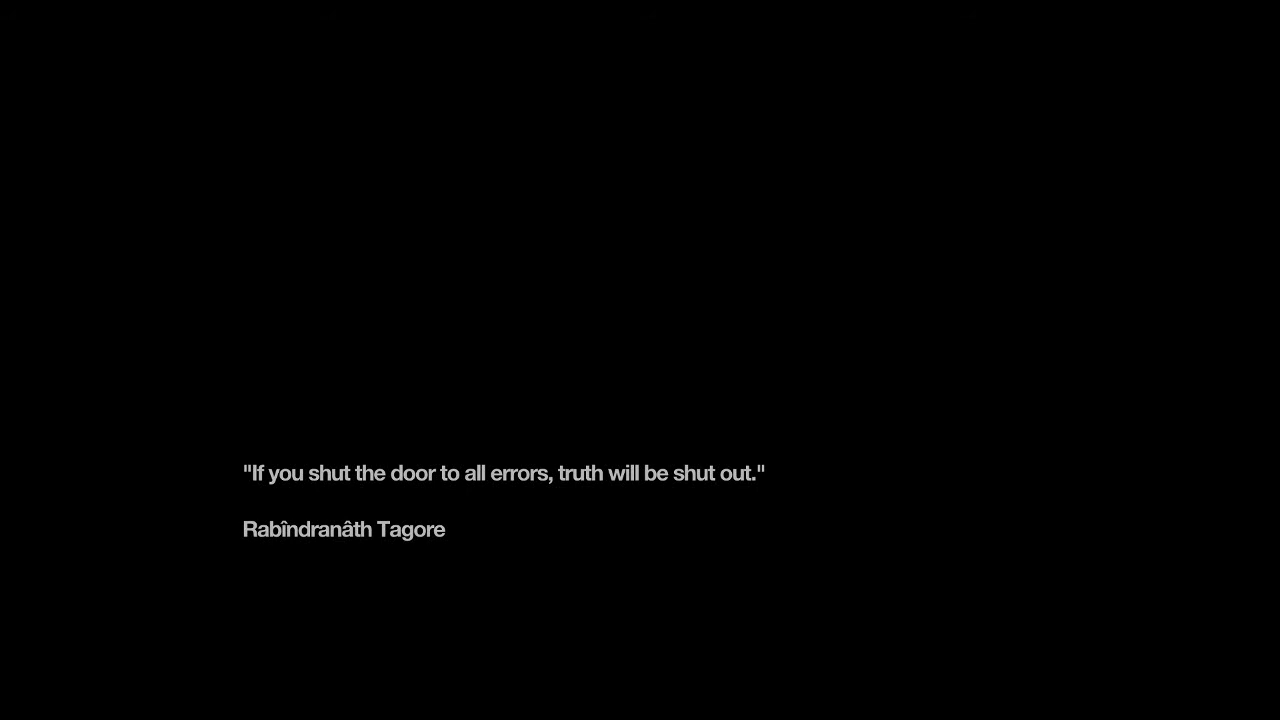 "If you shut the door to all errors, truth will be shut out."
Rabîndranâth Tagore